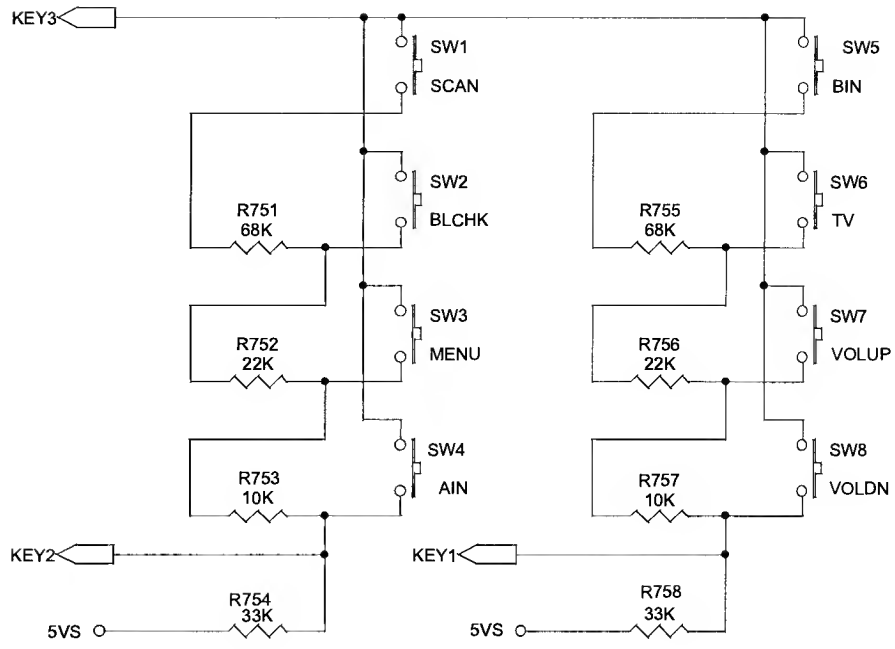 KEY3
SW1
SCAN
SW5
BIN
SW2
BLCHK
R751
68K
SW6
TV
R755
68K
SW3
MENU
R752
22K
SW7
VOLUP
R756
22K
SW4
AIN
R753
10K
SW8
VOLDN
R757
10K
KEY2
KEY1
R754
33K
5VS
R758
33K
5VS